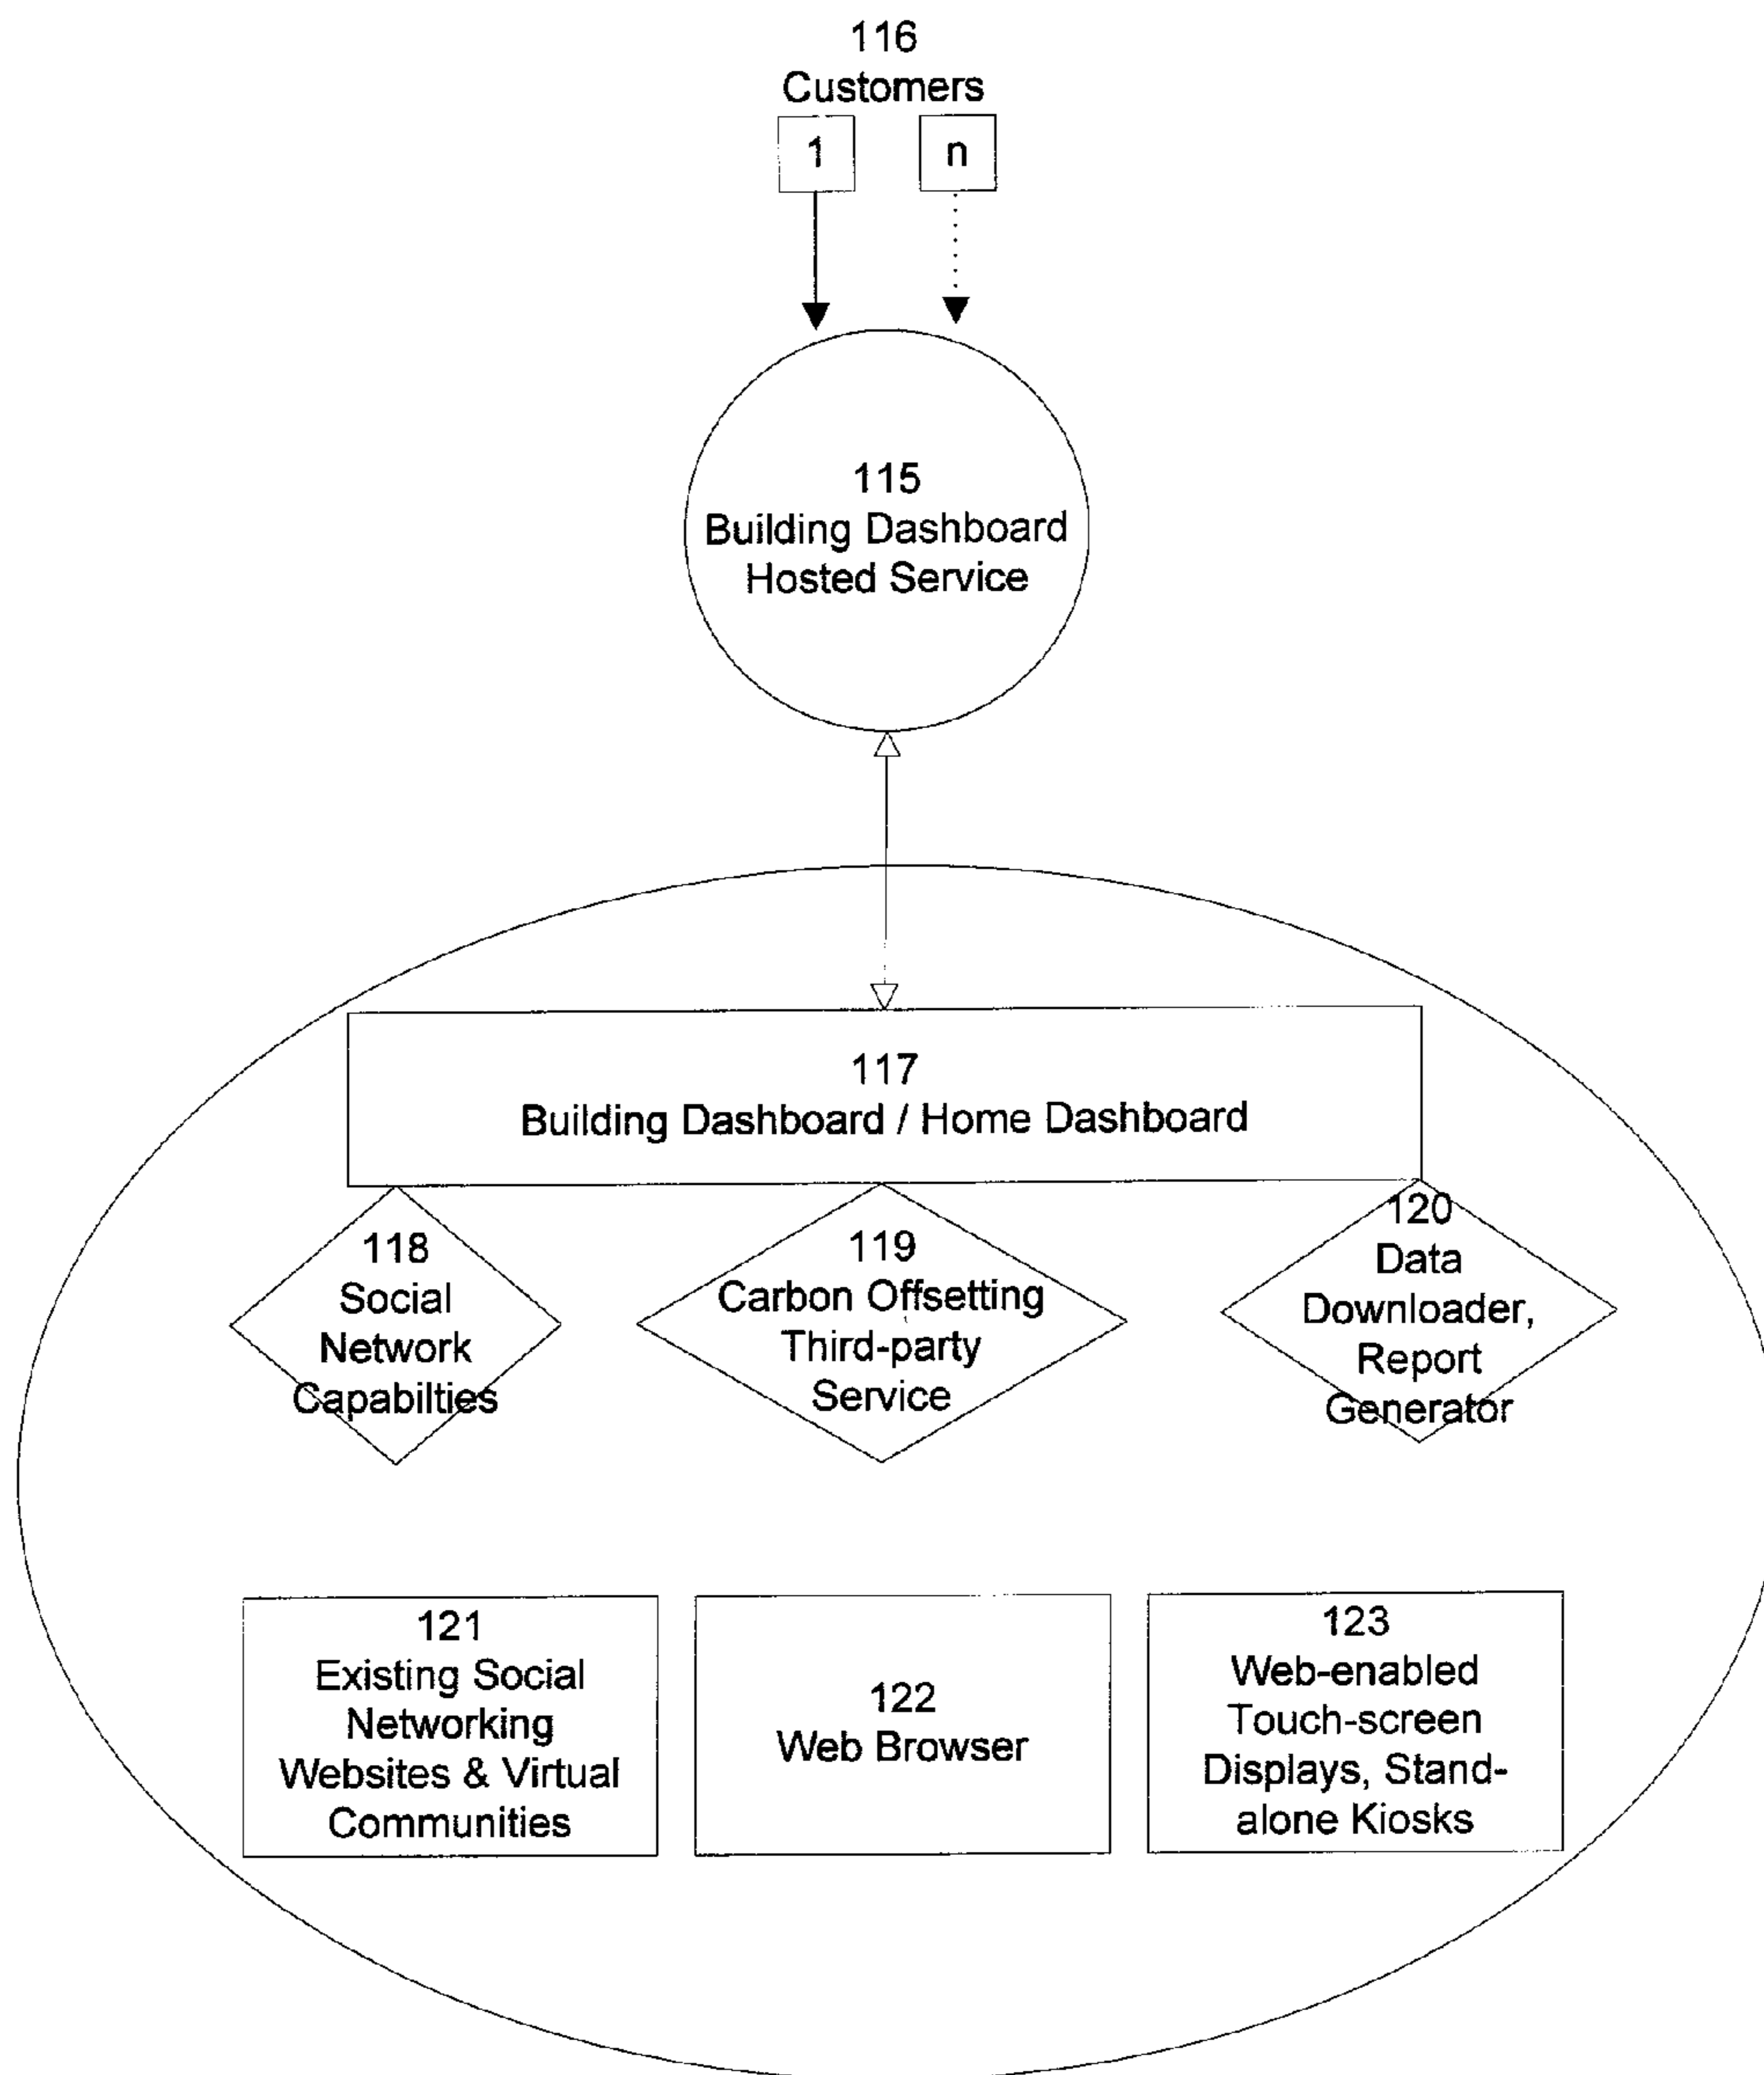 116
Customers
1
n
115
Building Dashboard
Hosted Service
117
Building Dashboard / Home Dashboard
118
Social
Network
Capabilties
119
Carbon Offsetting
Third-party
Service
120
Data
Downloader,
Report
Generator
121
Existing Social
Networking
Websites & Virtual
Communities
122
Web Browser
123
Web-enabled
Touch-screen
Displays, Stand-
alone Kiosks